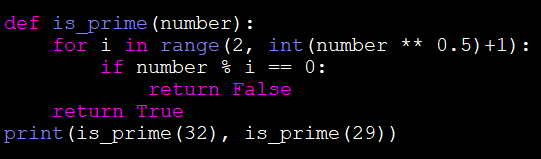 def is_prime(number):
    for i in range(2, int(number ** 0.5)+1):
        if number % i == 0:
            return False
    return True
print(is_prime(32), is_prime(29))